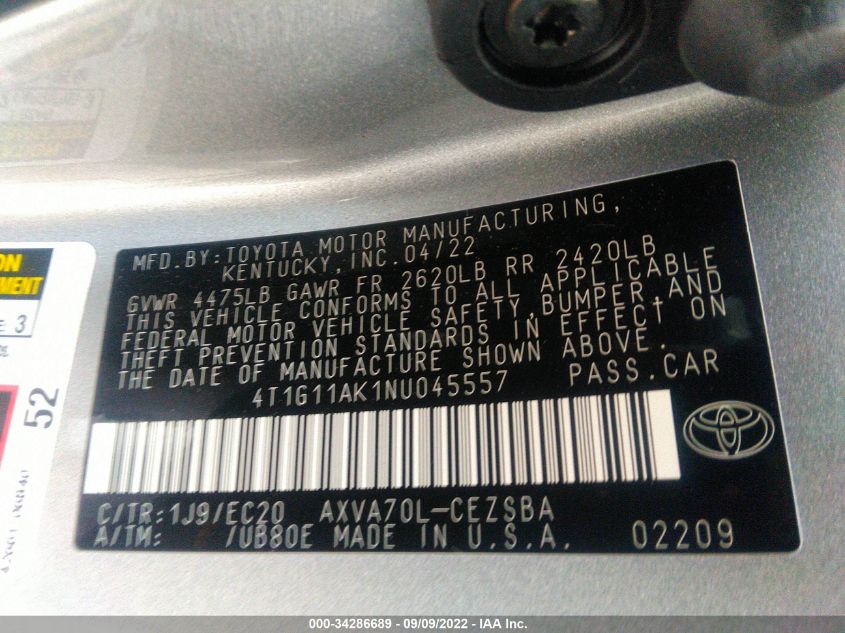 MFD.BY:TOYOTA MOTOR MANUFACTURING,
KENTUCKY,INC.04/22
GVWR 4475LB GAWR FR 2620LB RR 2420LB
THIS VEHICLE CONFORMS TO ALL APPLICABLE
FEDERAL MOTOR VEHICLE SAFETY,BUMPER,AND
THEFT PREVENTION STANDARDS IN EFFECT ON
THE DATE OF MANUFACTURE SHOWN ABOVE.
4T1G11AK1NU045557 PASS.CAR
C/TR:1J9/EC20 AXVA70L-CEZSBA
A/TM: /UB80E MADE IN U.S.A. 02209
3
52
000-34286689 - 09/09/2022 - IAA Inc.